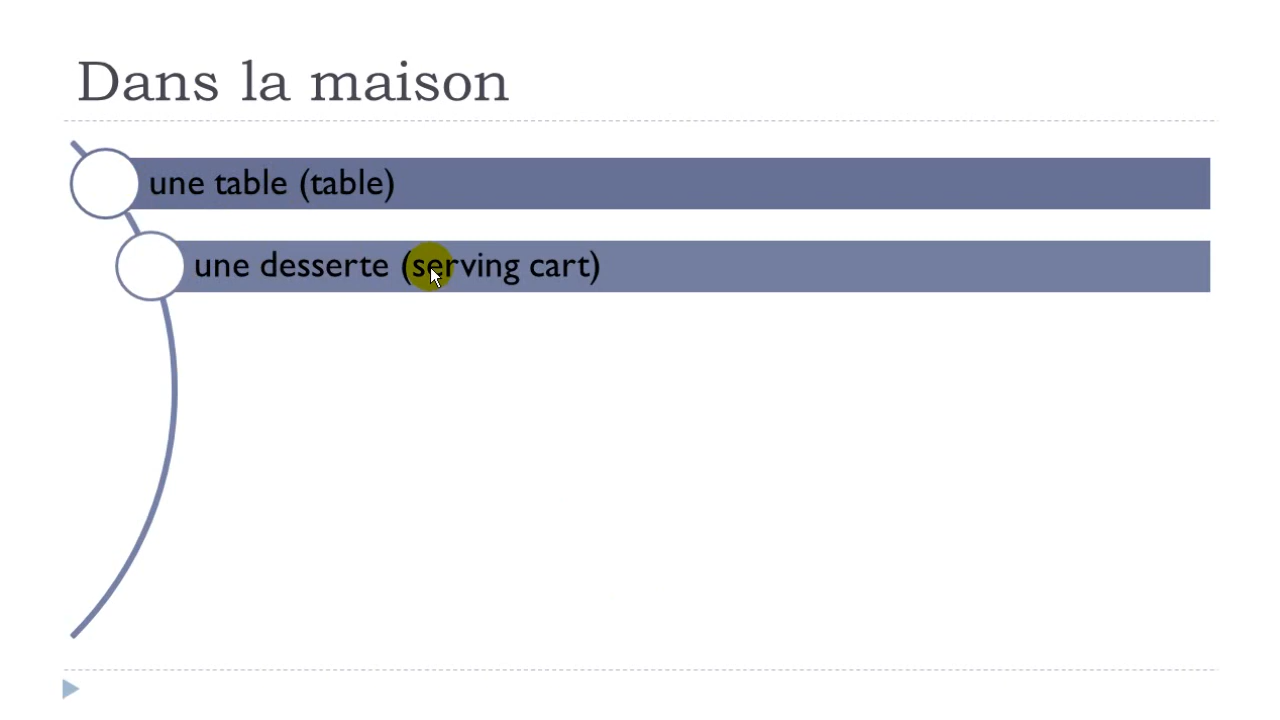 Dans la maison
une table (table)
une desserte (serving cart)